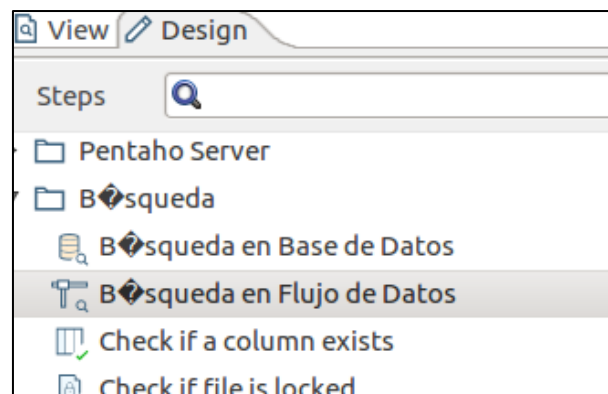 View Design
Steps
Pentaho Server
B�squeda
B�squeda en Base de Datos
B�squeda en Flujo de Datos
Check if a column exists
Check if file is locked